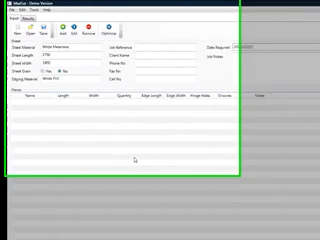 MaxCut - Demo Version
File Edit Tools Help
Input Results
New Open Save Add Edit Remove Optimise
Sheet
Sheet Material White Melamine Job Reference Date Required
Sheet Length 2750 Client Name Job Notes
Sheet Width 1830 Phone No
Sheet Grain Yes No Fax No
Edging Material White PVC Cell No
Panels
Name Length Width Quantity Edge Length Edge Width Hinge Holes Grooves Notes